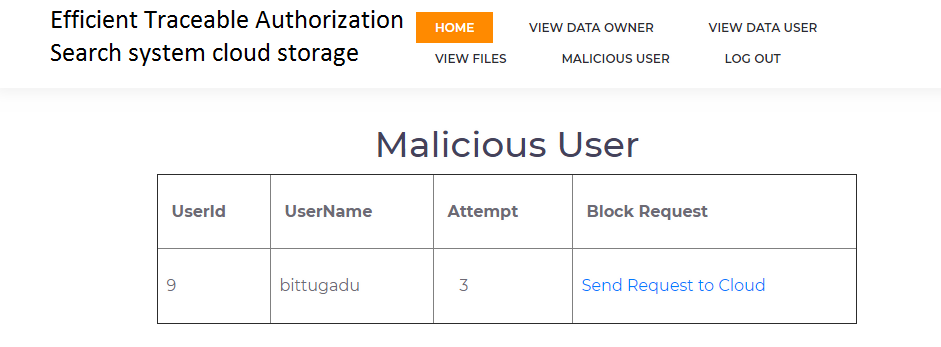 Efficient Traceable Authorization
Search system cloud storage
HOME VIEW DATA OWNER VIEW DATA USER
VIEW FILES MALICIOUS USER LOG OUT
Malicious User
UserId UserName Attempt Block Request
9 bittugadu 3 Send Request to Cloud